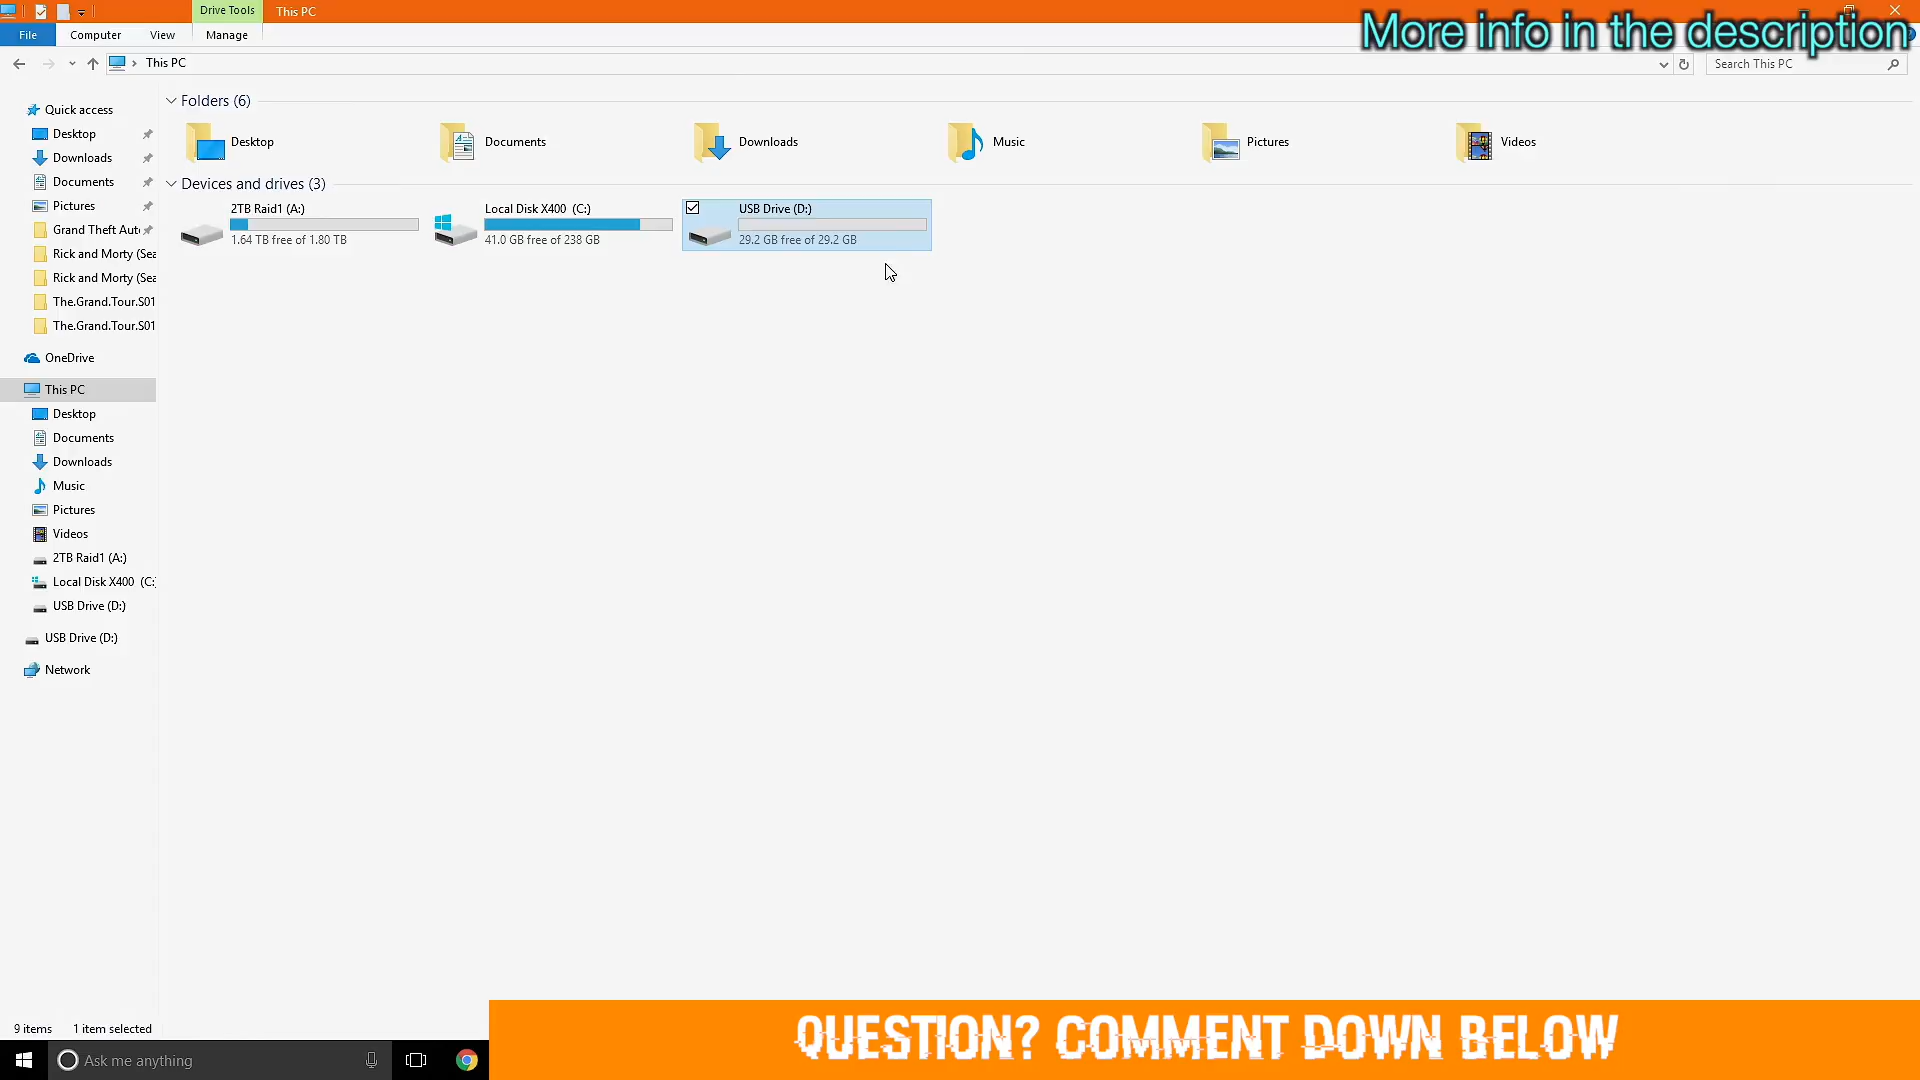 Drive Tools
This PC
More info in the description
File
Computer
View
Manage
This PC
Search This PC
Quick access
Desktop
Downloads
Documents
Pictures
Grand Theft Aut
Rick and Morty (Sea
Rick and Morty (Sea
The.Grand.Tour.S01
The.Grand.Tour.S01
OneDrive
This PC
Desktop
Documents
Downloads
Music
Pictures
Videos
2TB Raid1 (A:)
Local Disk X400 (C:
USB Drive (D:)
USB Drive (D:)
Network
Folders (6)
Desktop
Documents
Downloads
Music
Pictures
Videos
Devices and drives (3)
2TB Raid1 (A:)
1.64 TB free of 1.80 TB
Local Disk X400 (C:)
41.0 GB free of 238 GB
USB Drive (D:)
29.2 GB free of 29.2 GB
9 items
1 item selected
Ask me anything
QUESTION? COMMENT DOWN BELOW